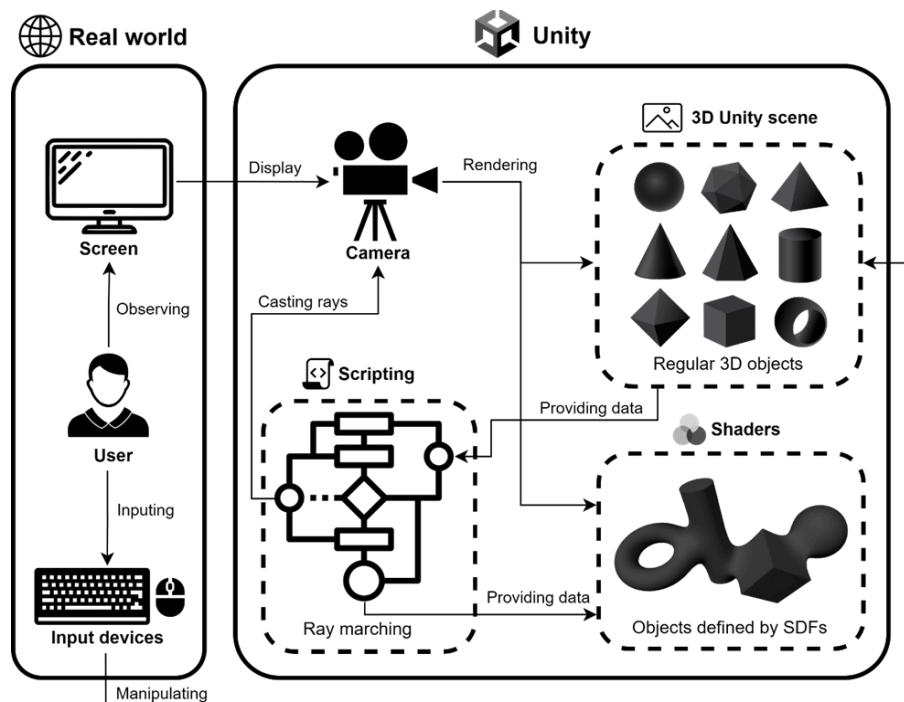 Real world
Unity
3D Unity scene
Display
Rendering
Screen
Camera
Observing
Casting rays
Regular 3D objects
Scripting
Providing data
Shaders
User
Inputing
Providing data
Input devices
Ray marching
Objects defined by SDFs
Manipulating